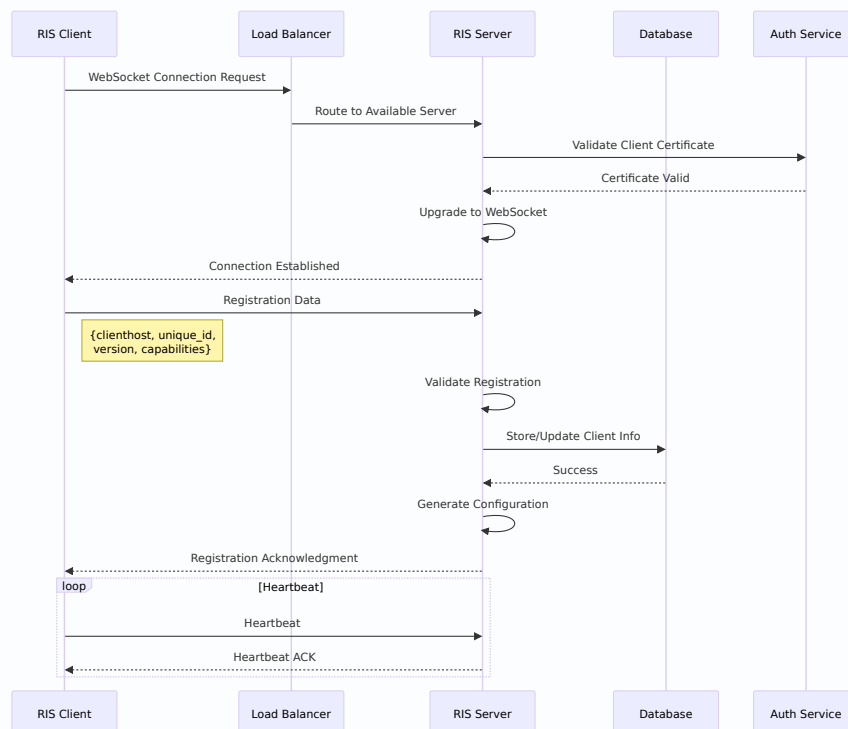 RIS Client
Load Balancer
RIS Server
Database
Auth Service
WebSocket Connection Request
Route to Available Server
Validate Client Certificate
Certificate Valid
Upgrade to WebSocket
Connection Established
Registration Data
{clienthost, unique_id,
version, capabilities}
Validate Registration
Store/Update Client Info
Success
Generate Configuration
Registration Acknowledgment
loop
[Heartbeat]
Heartbeat
Heartbeat ACK
RIS Client
Load Balancer
RIS Server
Database
Auth Service